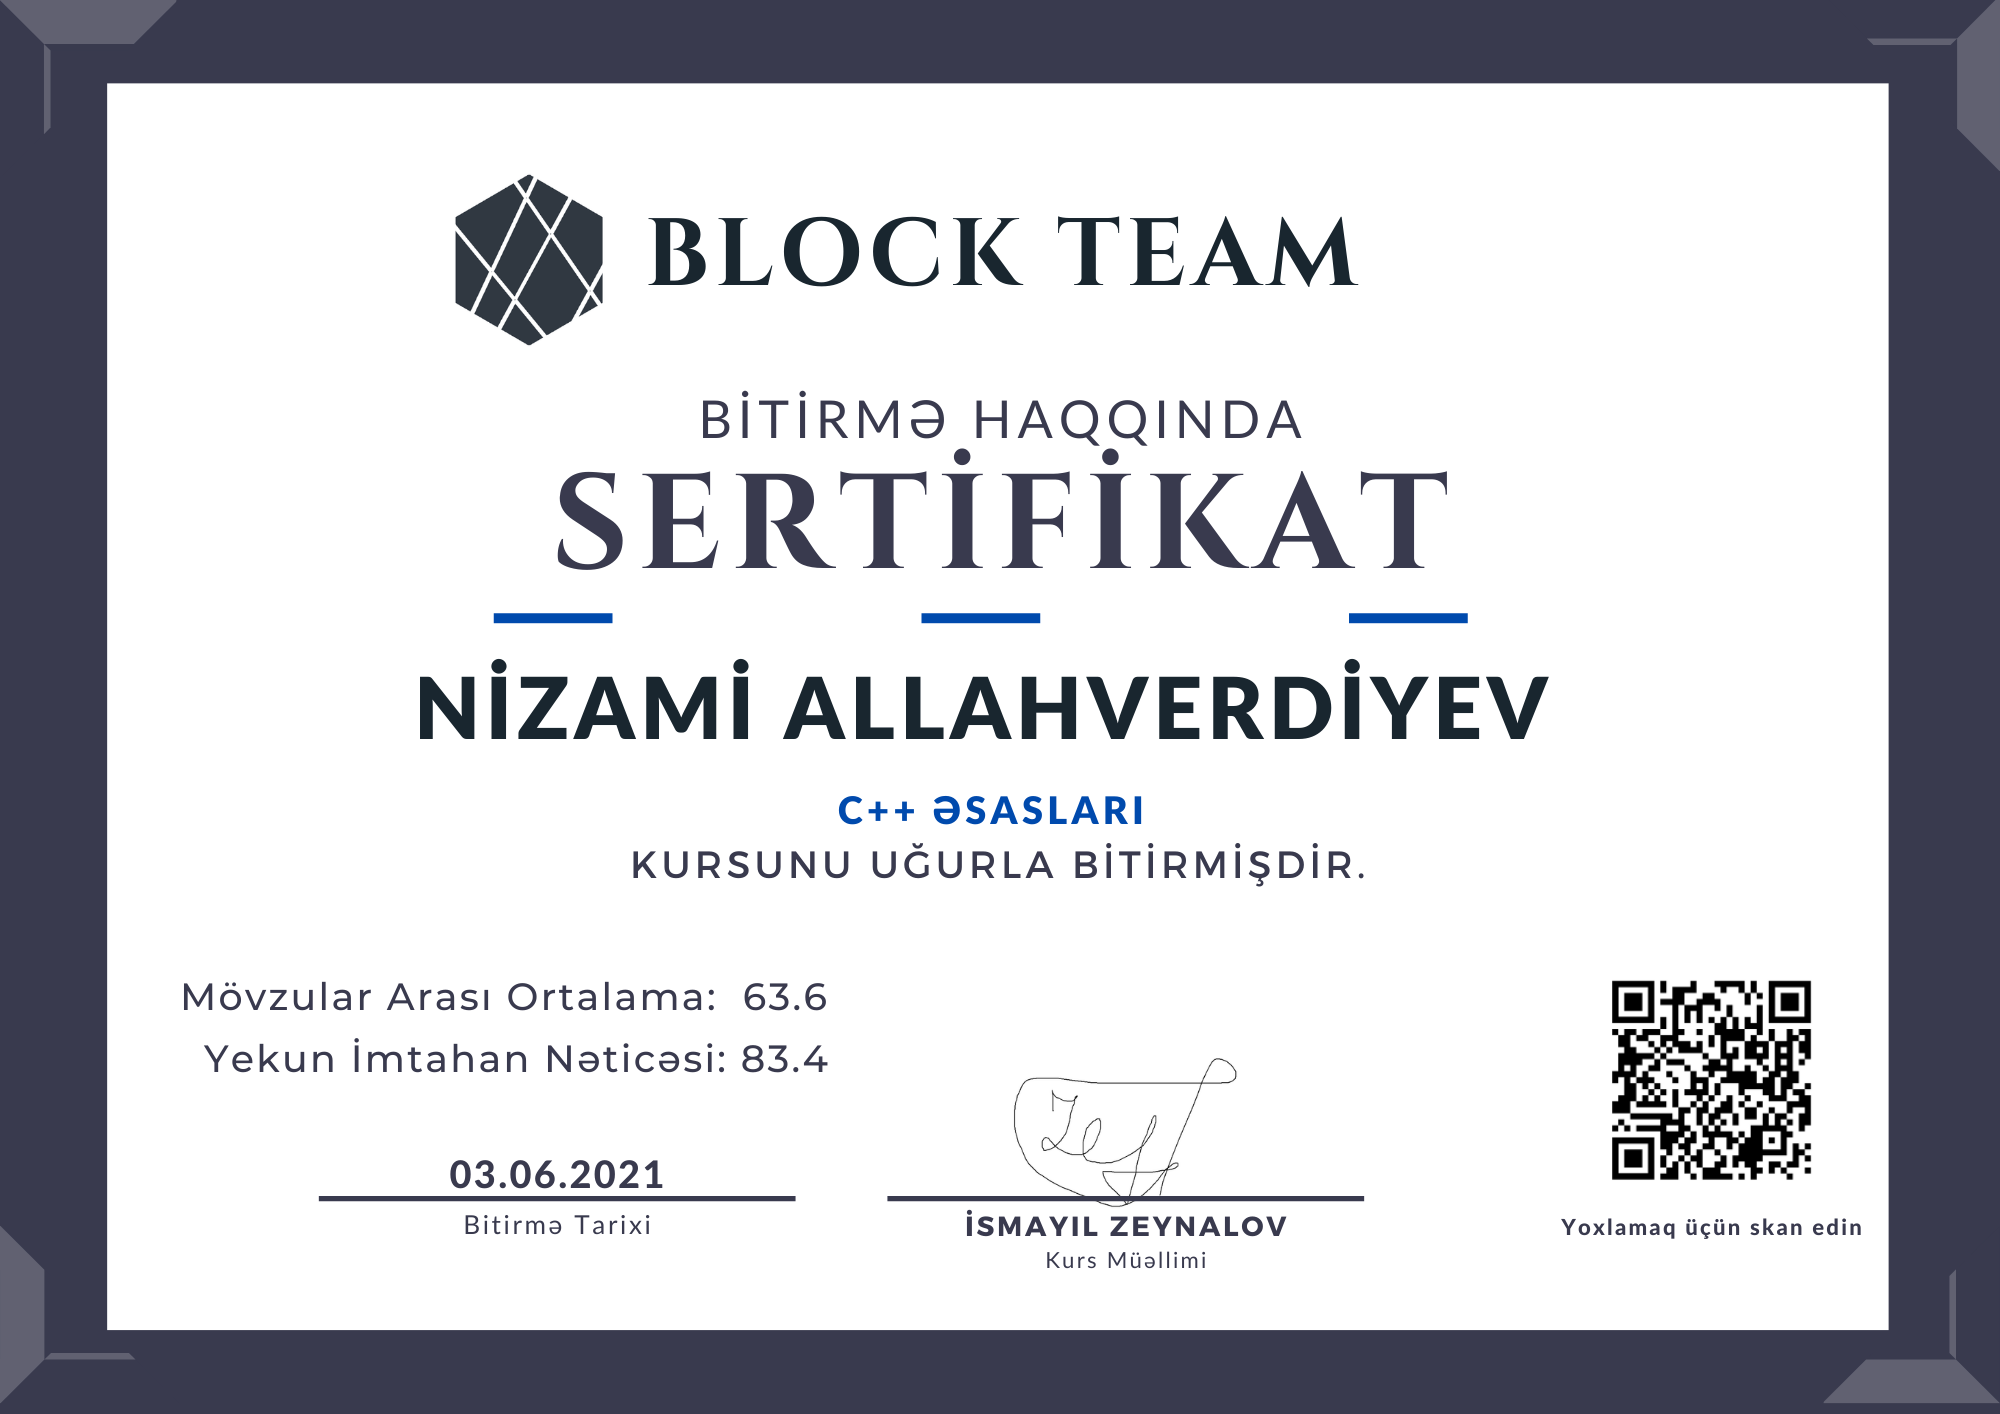 BLOCK TEAM
BİTİRMƏ HAQQINDA
SERTİFİKAT
NİZAMİ ALLAHVERDİYEV
C++ ƏSASLARI
KURSUNU UĞURLA BİTİRMİŞDİR.
Mövzular Arası Ortalama: 63.6
Yekun İmtahan Nəticəsi: 83.4
03.06.2021
Bitirmə Tarixi
İSMAYIL ZEYNALOV
Kurs Müəllimi
Yoxlamaq üçün skan edin